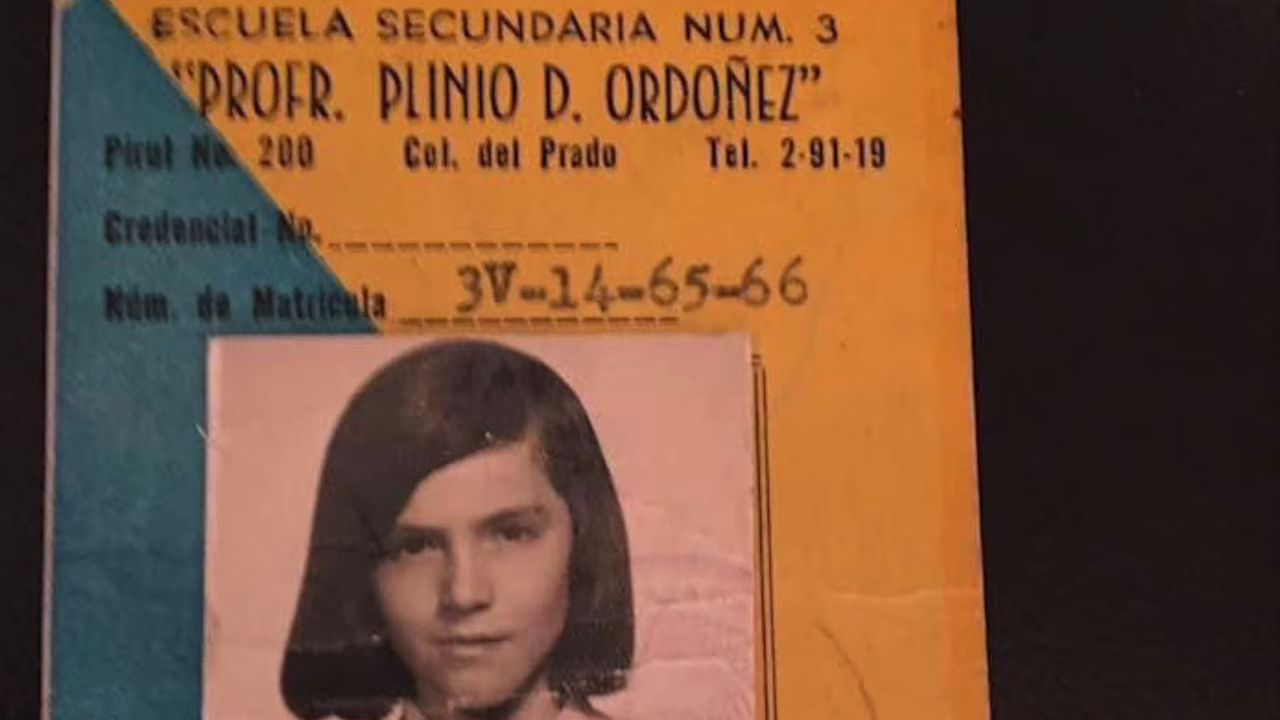 ESCUELA SECUNDARIA NUM. 3
"PROFR. PLINIO D. ORDOÑEZ"
Pirul No. 200 Col. del Prado Tel. 2-91-19
Credencial No.
Núm. de Matrícula 3V-14-65-66